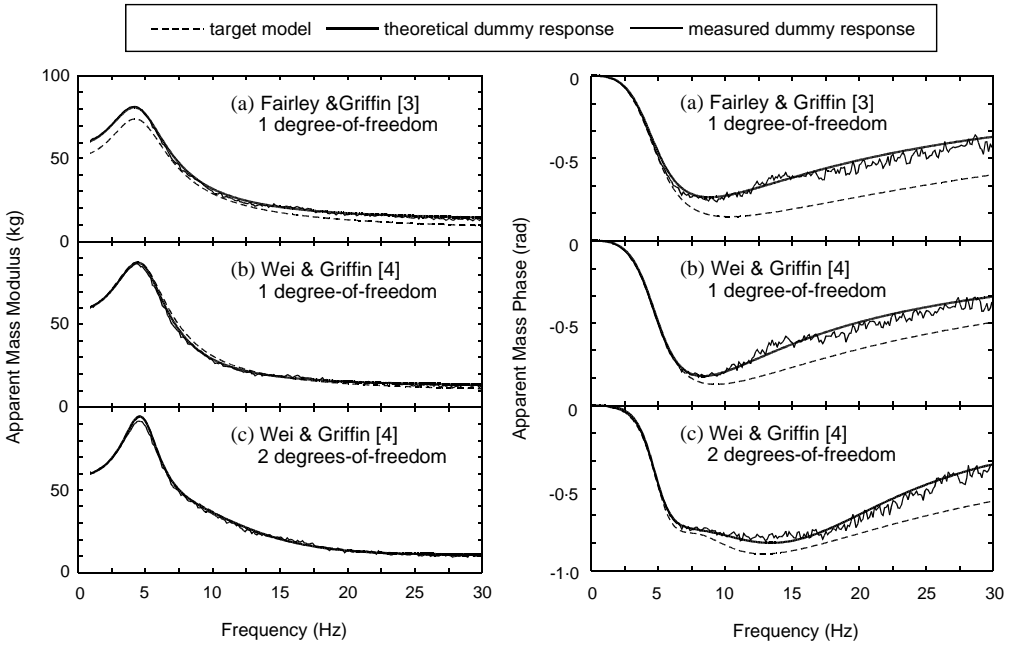 target model theoretical dummy response measured dummy response
100
50
0
50
0
50
0
0 5 10 15 20 25 30
Apparent Mass Modulus (kg)
Frequency (Hz)
(a) Fairley &Griffin [3]
1 degree-of-freedom
(b) Wei & Griffin [4]
1 degree-of-freedom
(c) Wei & Griffin [4]
2 degrees-of-freedom
0
-0·5
0
-0·5
0
-0·5
-1·0
0 5 10 15 20 25 30
Apparent Mass Phase (rad)
Frequency (Hz)
(a) Fairley & Griffin [3]
1 degree-of-freedom
(b) Wei & Griffin [4]
1 degree-of-freedom
(c) Wei & Griffin [4]
2 degrees-of-freedom